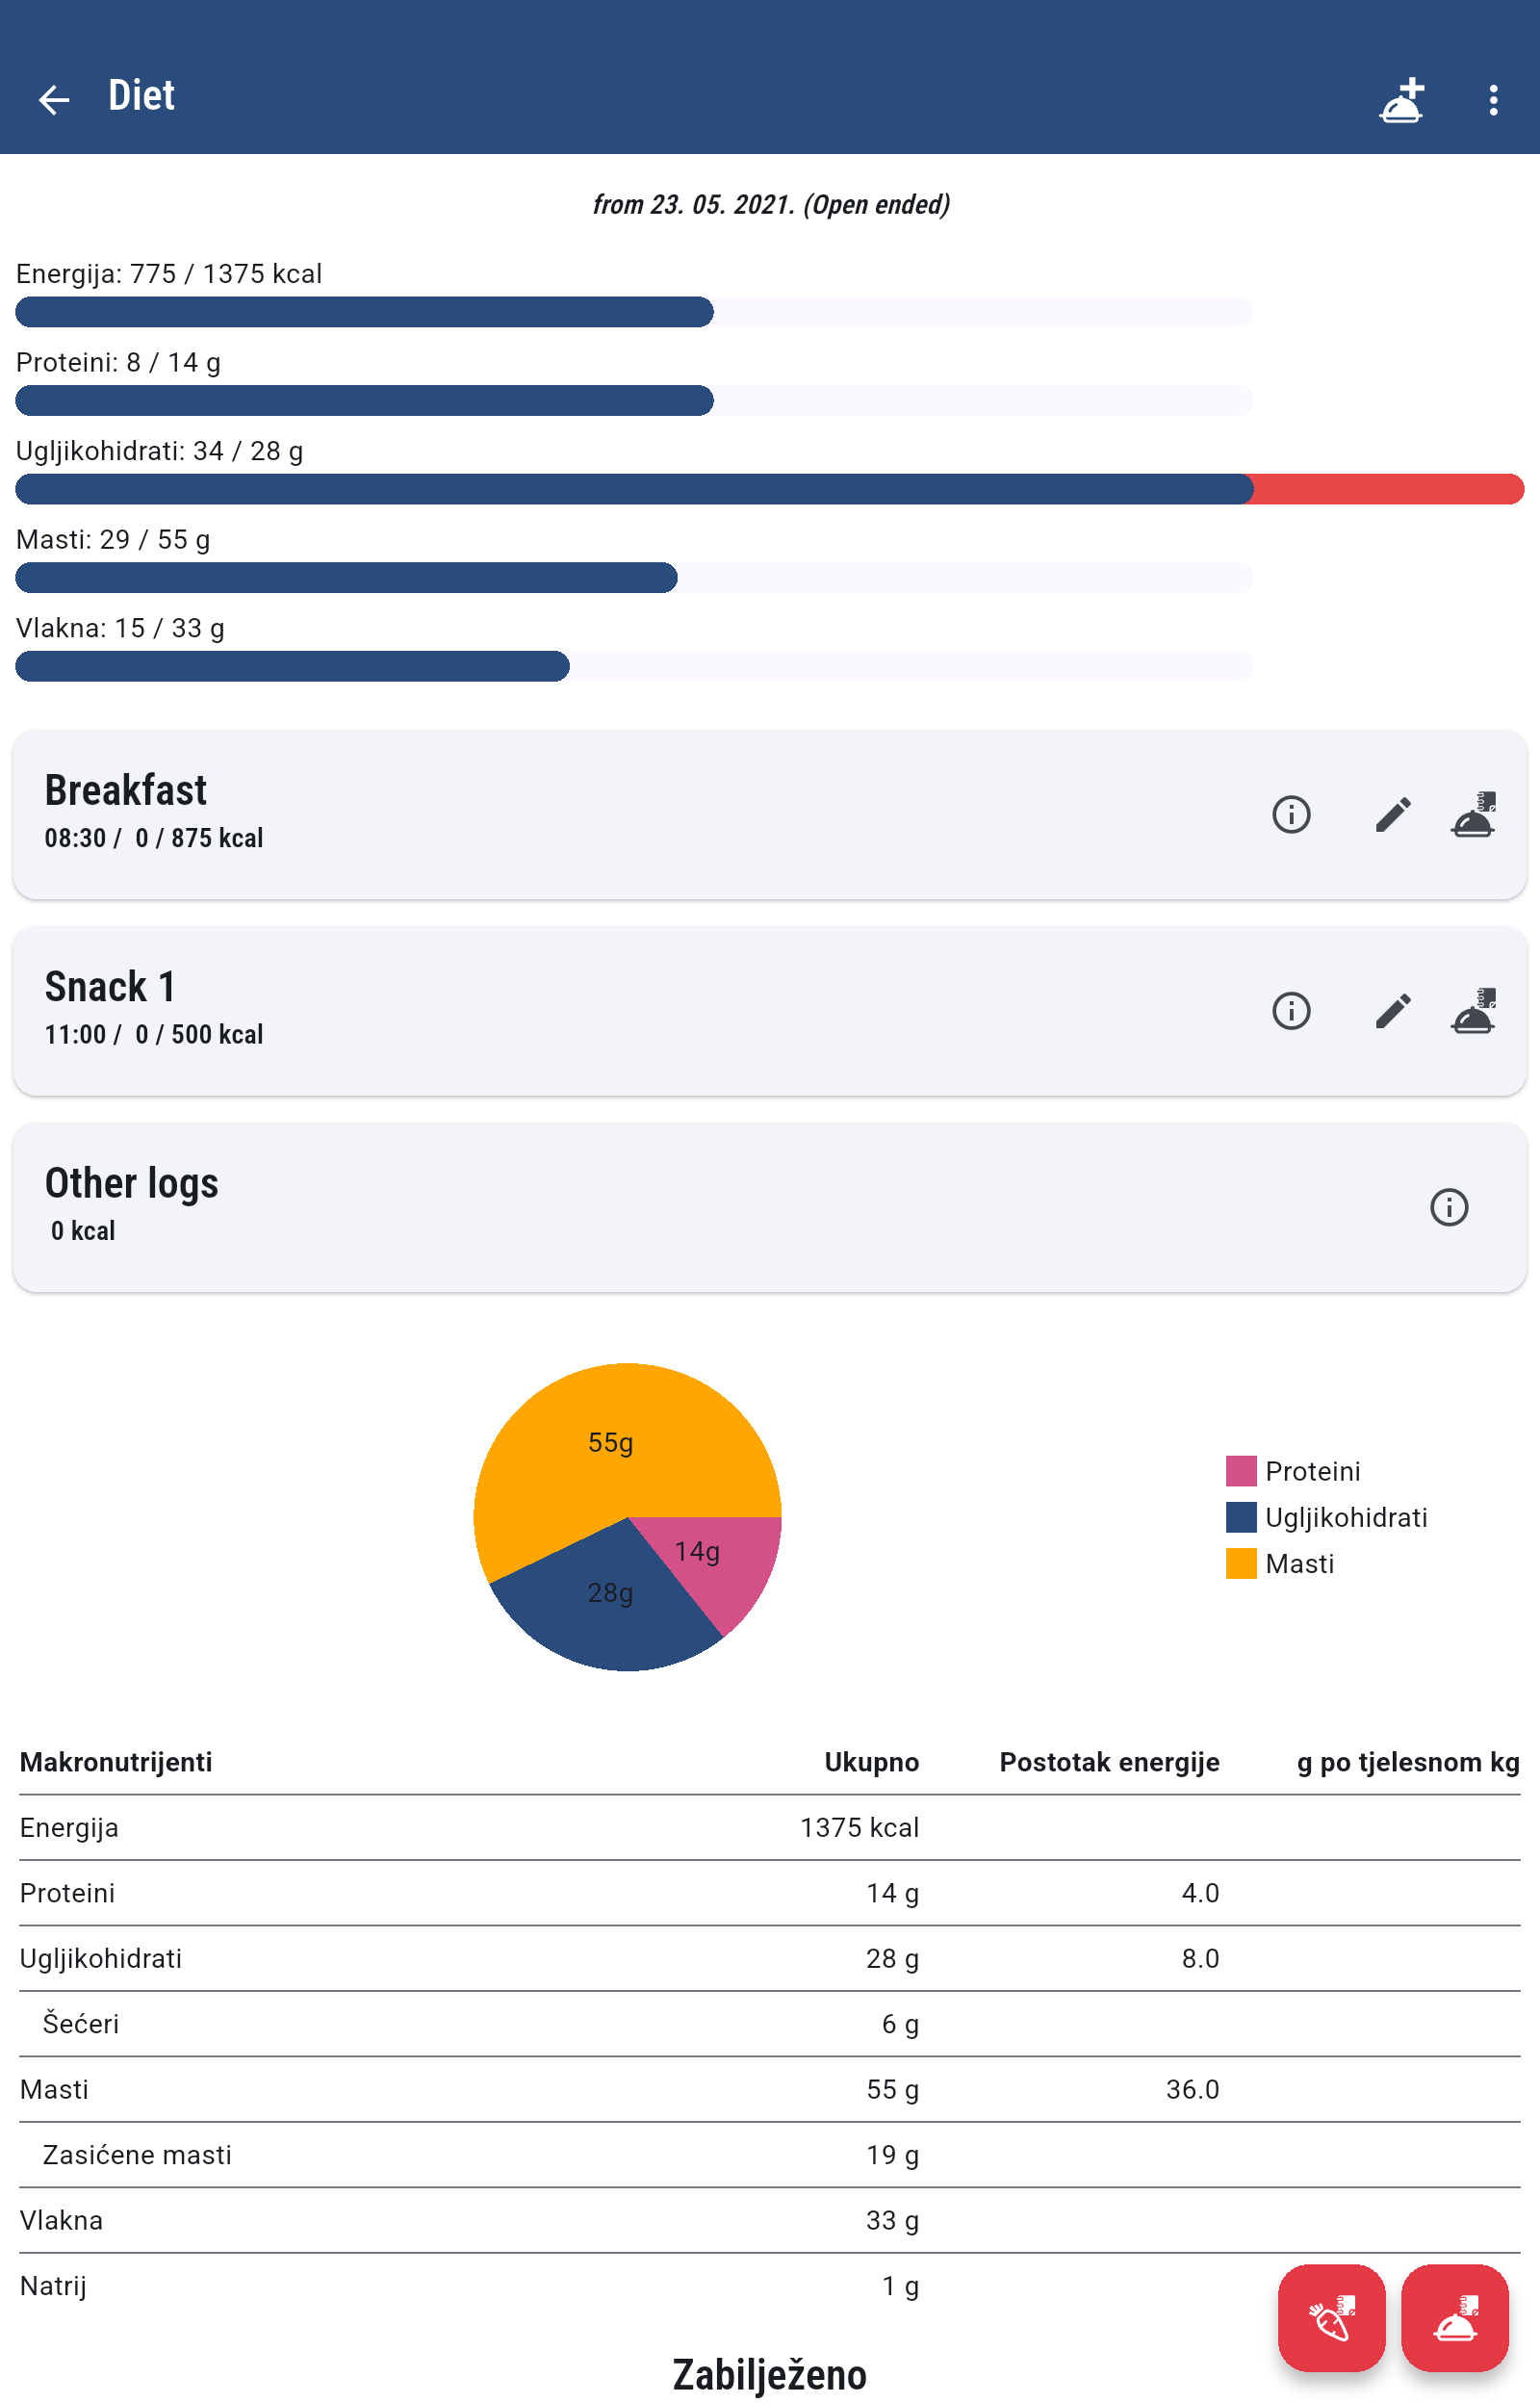 Diet
from 23. 05. 2021. (Open ended)
Energija: 775 / 1375 kcal
Proteini: 8 / 14 g
Ugljikohidrati: 34 / 28 g
Masti: 29 / 55 g
Vlakna: 15 / 33 g
Breakfast
08:30 / 0 / 875 kcal
Snack 1
11:00 / 0 / 500 kcal
Other logs
0 kcal
55g
14g
28g
Proteini
Ugljikohidrati
Masti
Makronutrijenti Ukupno Postotak energije g po tjelesnom kg
Energija 1375 kcal
Proteini 14 g 4.0
Ugljikohidrati 28 g 8.0
Šećeri 6 g
Masti 55 g 36.0
Zasićene masti 19 g
Vlakna 33 g
Natrij 1 g
Zabilježeno